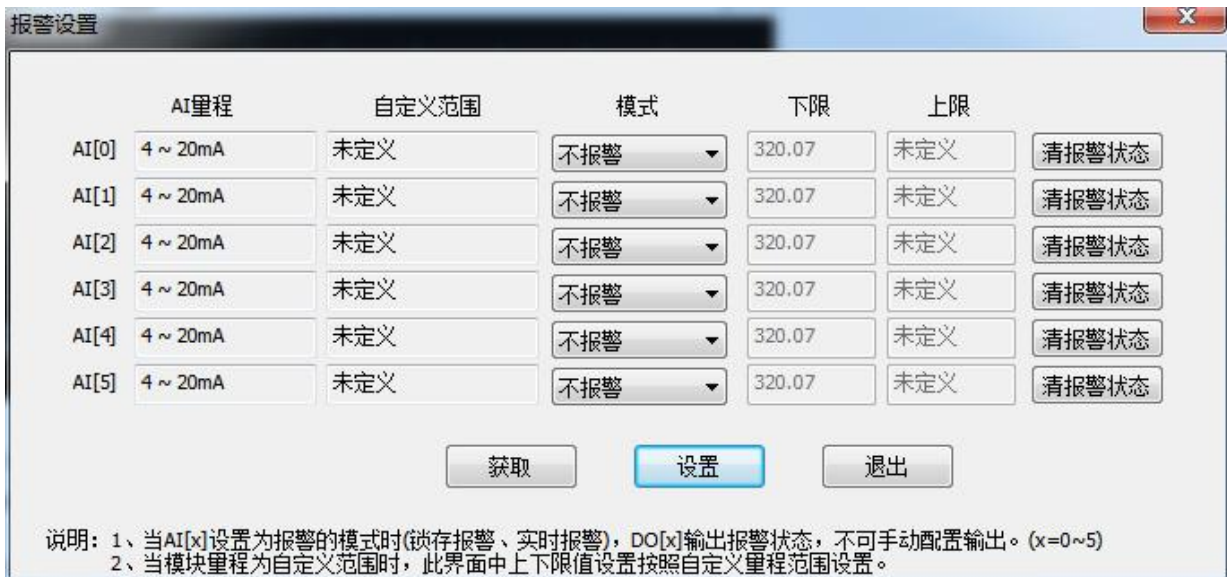 报警设置
AI量程 自定义范围 模式 下限 上限
AI[0] 4 ~ 20mA 未定义 不报警 320.07 未定义 清报警状态
AI[1] 4 ~ 20mA 未定义 不报警 320.07 未定义 清报警状态
AI[2] 4 ~ 20mA 未定义 不报警 320.07 未定义 清报警状态
AI[3] 4 ~ 20mA 未定义 不报警 320.07 未定义 清报警状态
AI[4] 4 ~ 20mA 未定义 不报警 320.07 未定义 清报警状态
AI[5] 4 ~ 20mA 未定义 不报警 320.07 未定义 清报警状态
获取 设置 退出
说明：1、当AI[x]设置为报警的模式时(锁存报警、实时报警)，DO[x]输出报警状态，不可手动配置输出。(x=0~5)
2、当模块量程为自定义范围时，此界面中上下限值设置按照自定义量程范围设置。